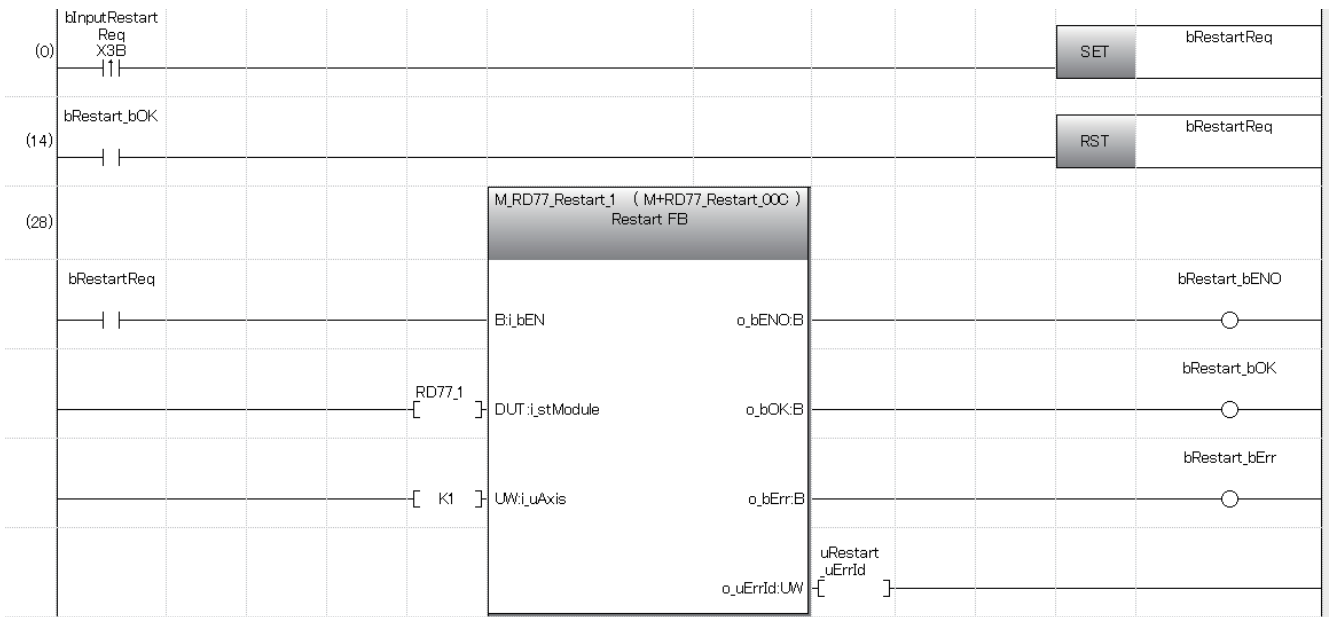 bInputRestart
Req
X3B
(0)
SET
bRestartReq
bRestart_bOK
(14)
RST
bRestartReq
M_RD77_Restart_1 ( M+RD77_Restart_00C )
Restart FB
(28)
bRestartReq
bRestart_bENO
B:i_bEN
o_bENO:B
bRestart_bOK
RD77_1
DUT:i_stModule
o_bOK:B
bRestart_bErr
K1
UW:i_uAxis
o_bErr:B
uRestart
_uErrId
o_uErrId:UW